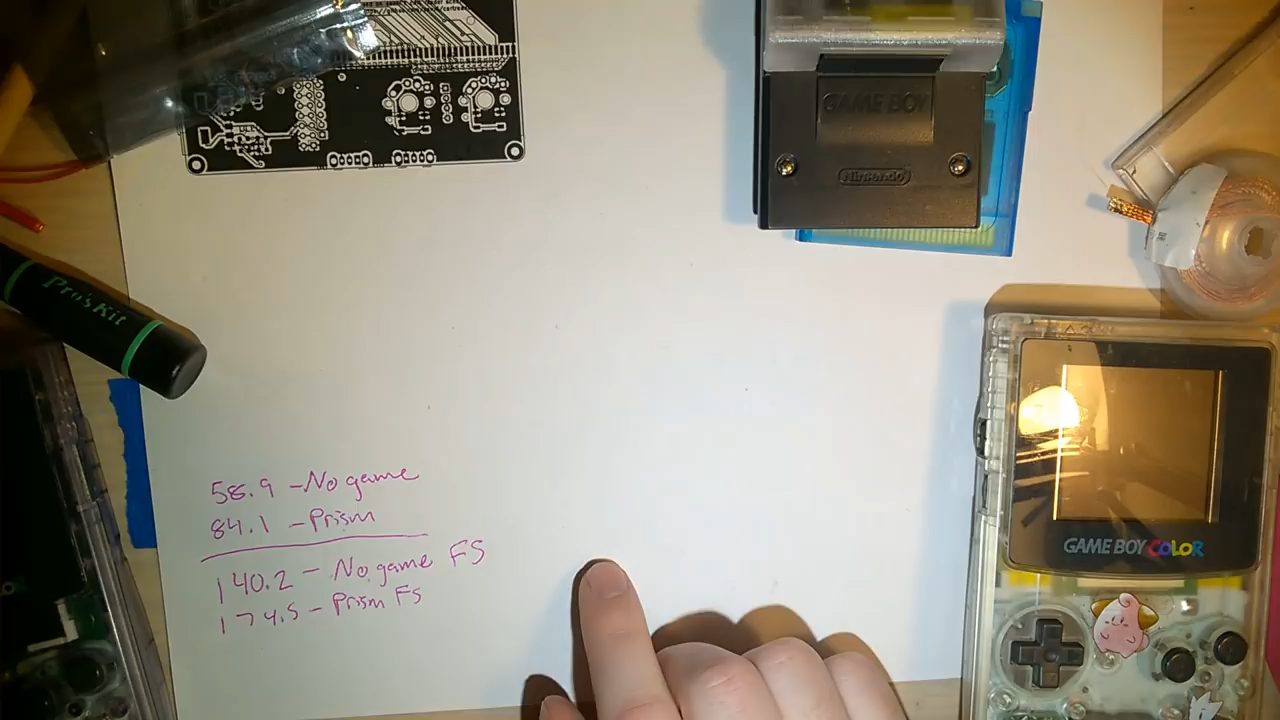 GAME BOY
Nintendo
Pro'sKit
GAME BOY COLOR
58.9 - No game
84.1 - Prism
140.2 - No game FS
174.5 - Prism FS